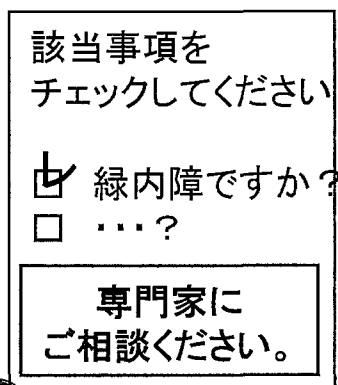 該当事項を
チェックしてください
☑ 緑内障ですか?
□ ・・・?
専門家に
ご相談ください。